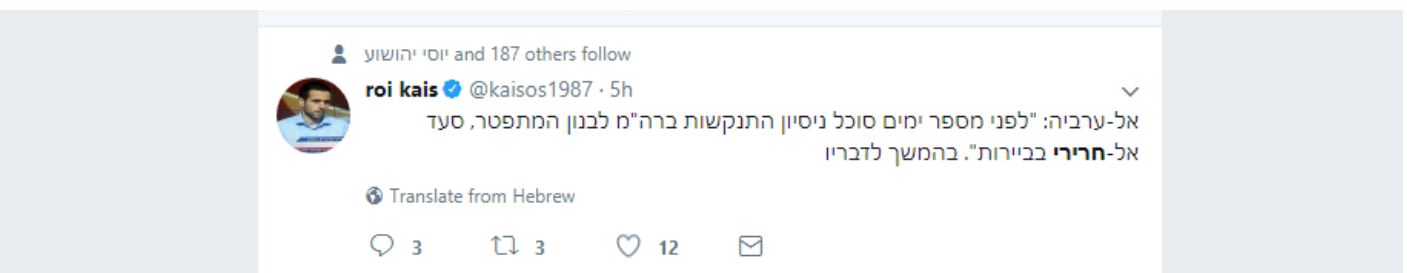 יוסי יהושוע and 187 others follow
roi kais @kaisos1987 · 5h
אל-ערביה: "לפני מספר ימים סוכל ניסיון התנקשות ברה"מ לבנון המתפטר, סעד
אל-חרירי בביירות". בהמשך לדבריו
Translate from Hebrew
3 3 12